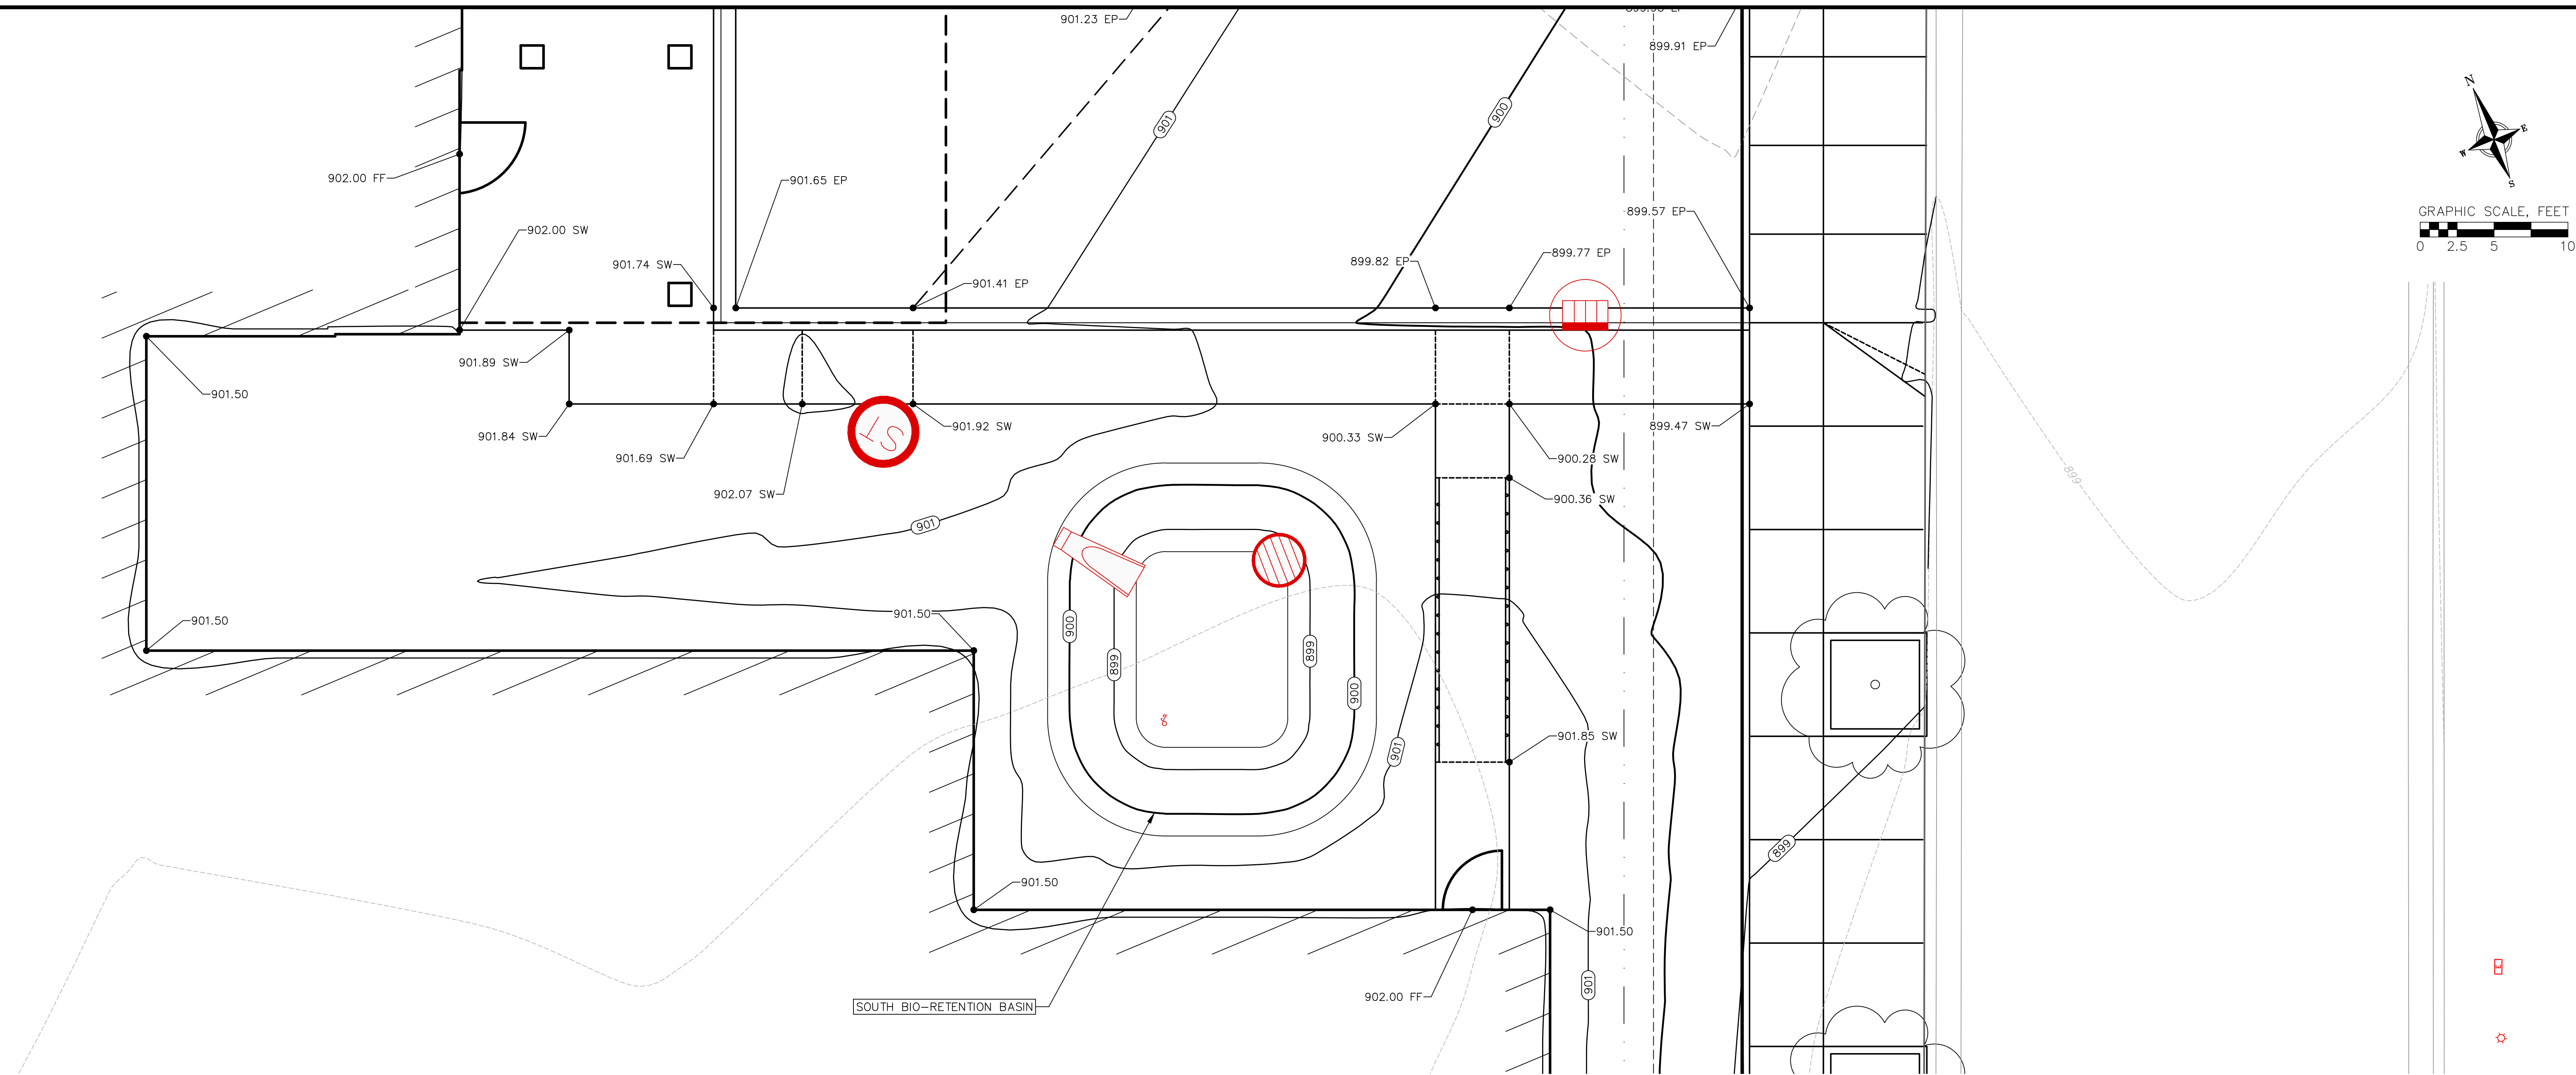 901.23 EP
899.91 EP
N
E
W
S
GRAPHIC SCALE, FEET
0 2.5 5 10
901
900
902.00 FF
901.65 EP
902.00 SW
899.57 EP
901.74 SW
899.82 EP
899.77 EP
901.41 EP
901.89 SW
901.50
901.84 SW
901.92 SW
900.33 SW
899.47 SW
ST
901.69 SW
900.28 SW
902.07 SW
900.36 SW
899
901
901.50
901.50
900
899
899
900
901.85 SW
901
899
901.50
901.50
901
902.00 FF
SOUTH BIO-RETENTION BASIN
E